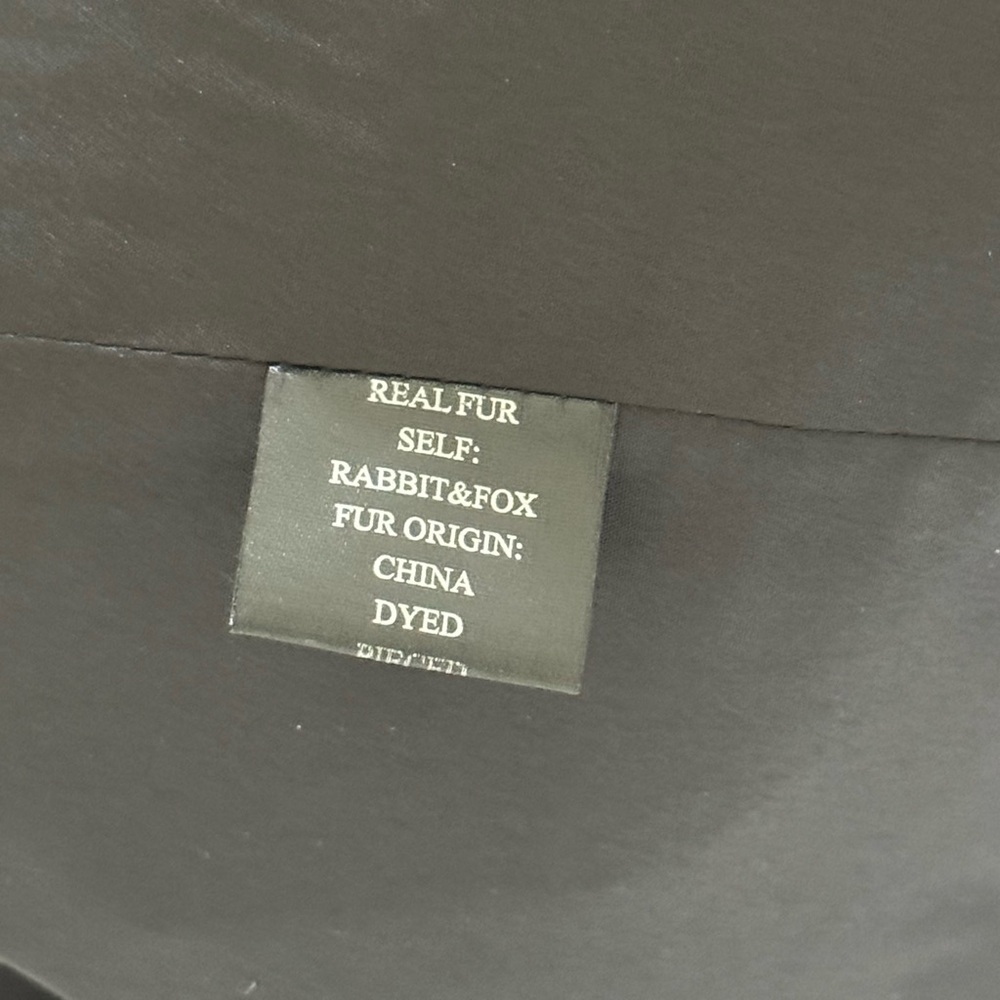 REAL FUR
SELF:
RABBIT&FOX
FUR ORIGIN:
CHINA
DYED